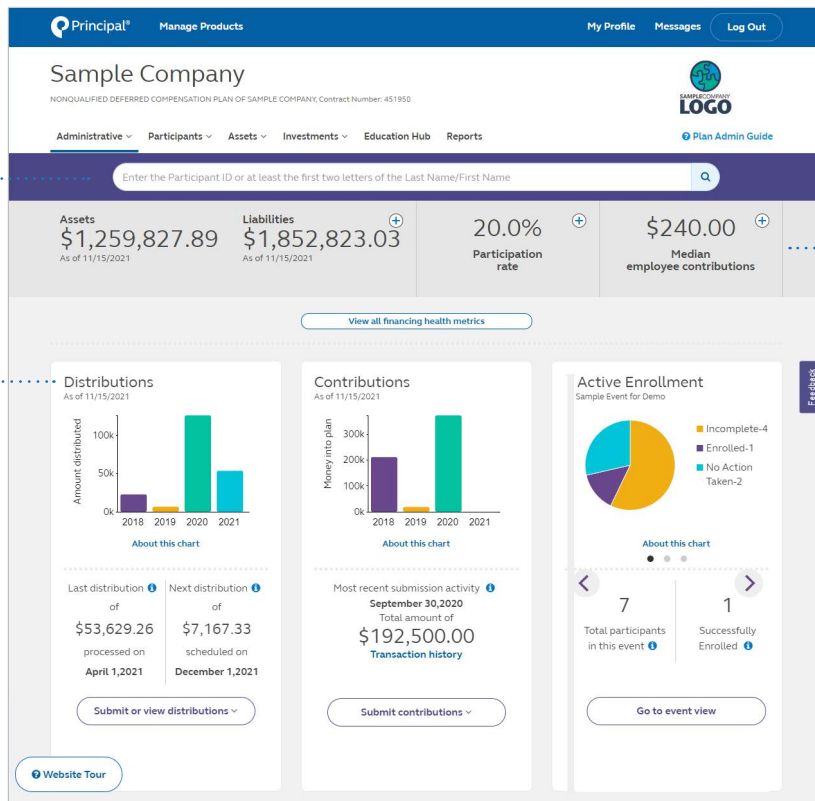 Principal® Manage Products My Profile Messages Log Out
Sample Company
NONQUALIFIED DEFERRED COMPENSATION PLAN OF SAMPLE COMPANY, Contract Number: 451950
SAMPLECOMPANY
LOGO
Administrative Participants Assets Investments Education Hub Reports Plan Admin Guide
Enter the Participant ID or at least the first two letters of the Last Name/First Name
Assets
$1,259,827.89
As of 11/15/2021
Liabilities
$1,852,823.03
As of 11/15/2021
20.0%
Participation
rate
$240.00
Median
employee contributions
View all financing health metrics
Feedback
Distributions
As of 11/15/2021
Amount distributed
100k
50k
0k
2018 2019 2020 2021
About this chart
Last distribution
of
$53,629.26
processed on
April 1,2021
Next distribution
of
$7,167.33
scheduled on
December 1,2021
Submit or view distributions
Contributions
As of 11/15/2021
Money into plan
300k
200k
100k
0k
2018 2019 2020 2021
About this chart
Most recent submission activity
September 30,2020
Total amount of
$192,500.00
Transaction history
Submit contributions
Active Enrollment
Sample Event for Demo
Incomplete-4
Enrolled-1
No Action
Taken-2
About this chart
7
Total participants
in this event
1
Successfully
Enrolled
Go to event view
Website Tour